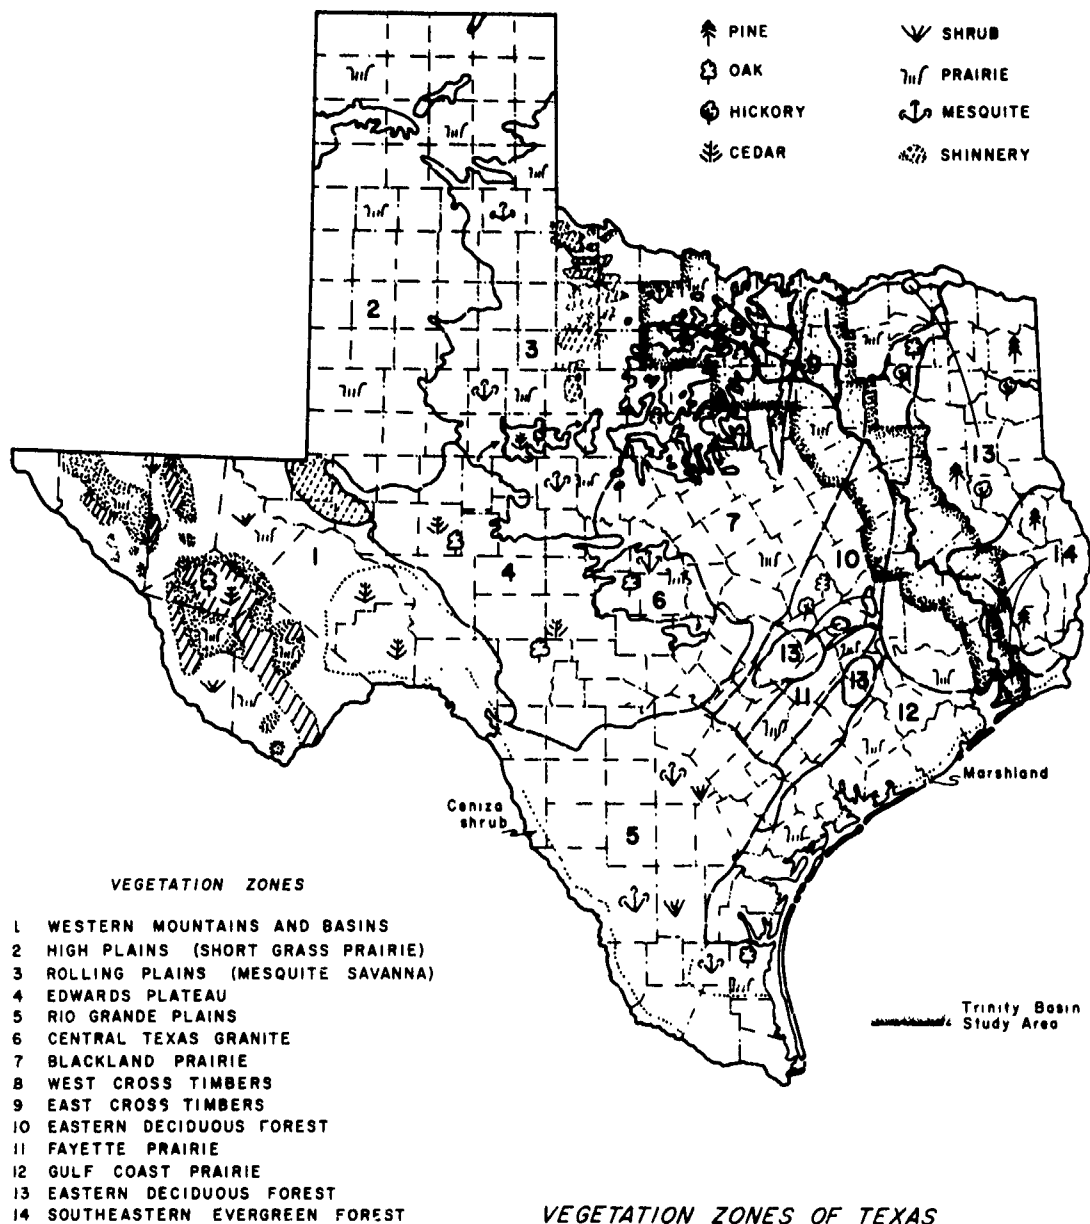 PINE
OAK
HICKORY
CEDAR
SHRUB
PRAIRIE
MESQUITE
SHINNERY
2
3
8
9
13
1
4
7
10
14
6
13
13
11
12
Marshland
Ceniza
shrub
5
Trinity Basin
Study Area
VEGETATION ZONES
1 WESTERN MOUNTAINS AND BASINS
2 HIGH PLAINS (SHORT GRASS PRAIRIE)
3 ROLLING PLAINS (MESQUITE SAVANNA)
4 EDWARDS PLATEAU
5 RIO GRANDE PLAINS
6 CENTRAL TEXAS GRANITE
7 BLACKLAND PRAIRIE
8 WEST CROSS TIMBERS
9 EAST CROSS TIMBERS
10 EASTERN DECIDUOUS FOREST
11 FAYETTE PRAIRIE
12 GULF COAST PRAIRIE
13 EASTERN DECIDUOUS FOREST
14 SOUTHEASTERN EVERGREEN FOREST
VEGETATION ZONES OF TEXAS